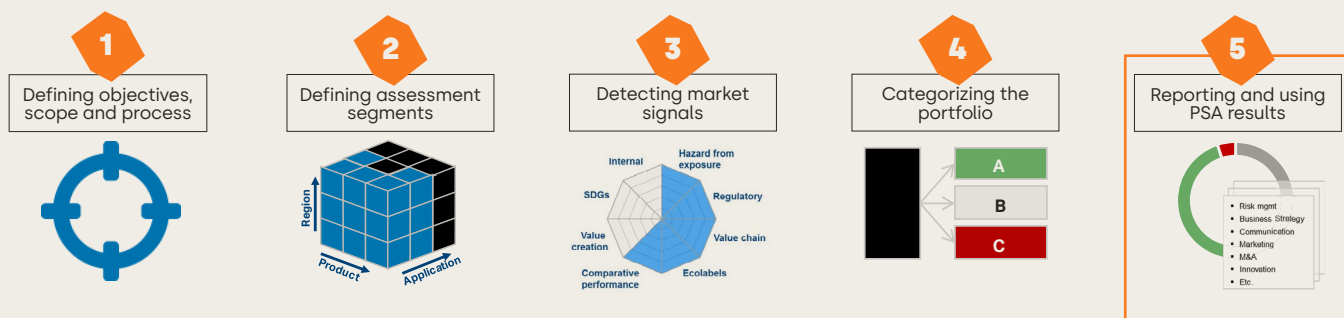 1
Defining objectives,
scope and process
2
Defining assessment
segments
Region
Product
Application
3
Detecting market
signals
Internal
Hazard from
exposure
SDGs
Regulatory
Value
creation
Value chain
Comparative
performance
Ecolabels
4
Categorizing the
portfolio
A
B
C
5
Reporting and using
PSA results
▪ Risk mgmt
▪ Business Strategy
▪ Communication
▪ Marketing
▪ M&A
▪ Innovation
▪ Etc.